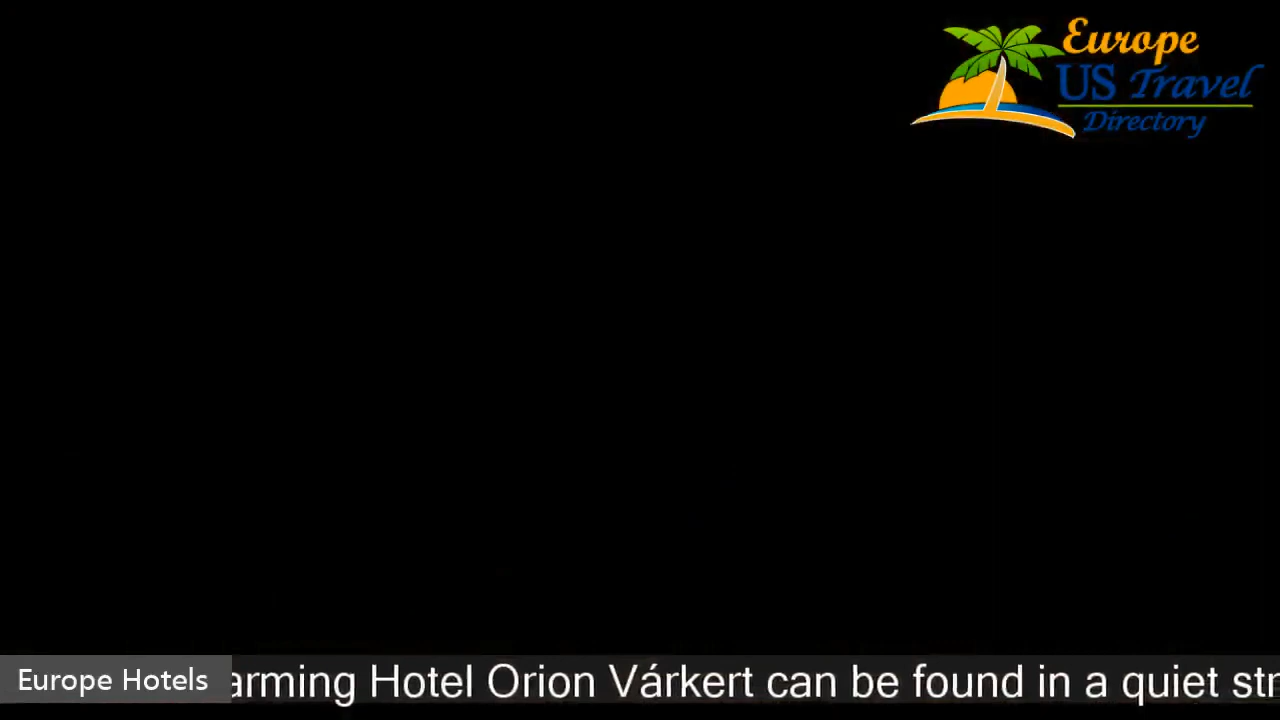 Europe
US Travel
Directory
Europe Hotels
arming Hotel Orion Várkert can be found in a quiet str